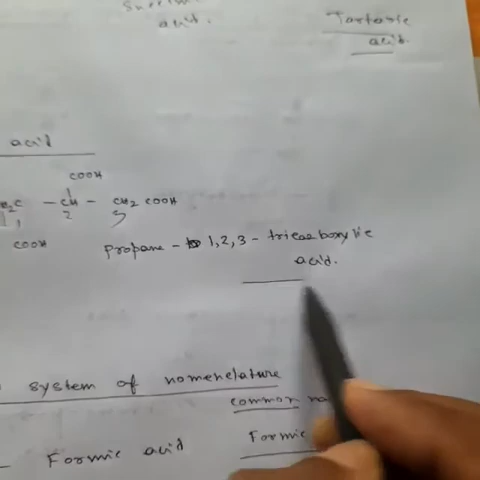 acid.
Tartaric
acid.
acid
COOH
— CH — CH2 COOH
1 2 3
COOH
propane - 1,2,3 - tricarboxylic
acid.
system of nomenclature
common
Formic acid
Formic